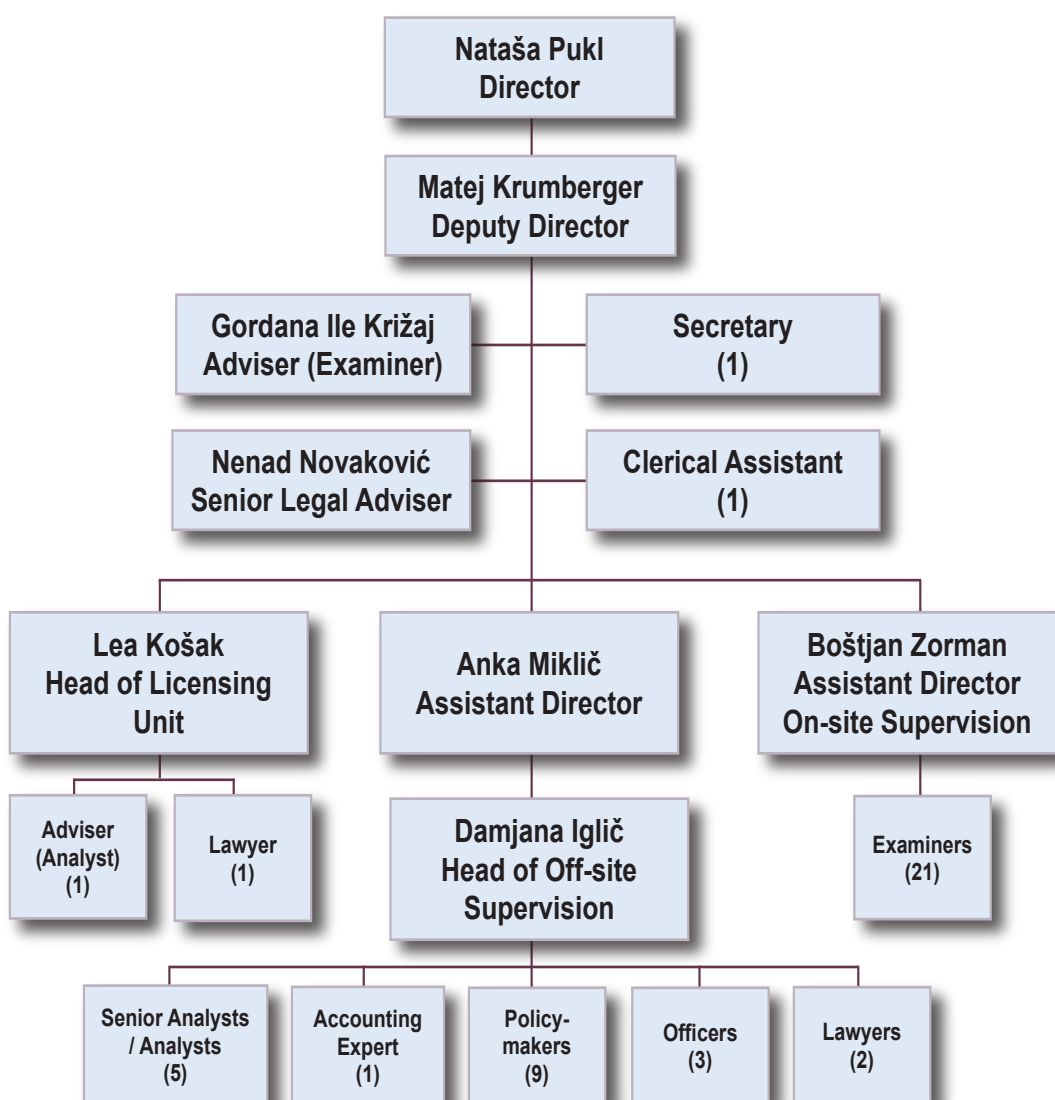 Nataša Pukl
Director
Matej Krumberger
Deputy Director
Gordana Ile Križaj
Adviser (Examiner)
Secretary
(1)
Nenad Novaković
Senior Legal Adviser
Clerical Assistant
(1)
Lea Košak
Head of Licensing
Unit
Anka Miklič
Assistant Director
Boštjan Zorman
Assistant Director
On-site Supervision
Adviser
(Analyst)
(1)
Lawyer
(1)
Damjana Iglič
Head of Off-site
Supervision
Examiners
(21)
Senior Analysts
/ Analysts
(5)
Accounting
Expert
(1)
Policy-
makers
(9)
Officers
(3)
Lawyers
(2)